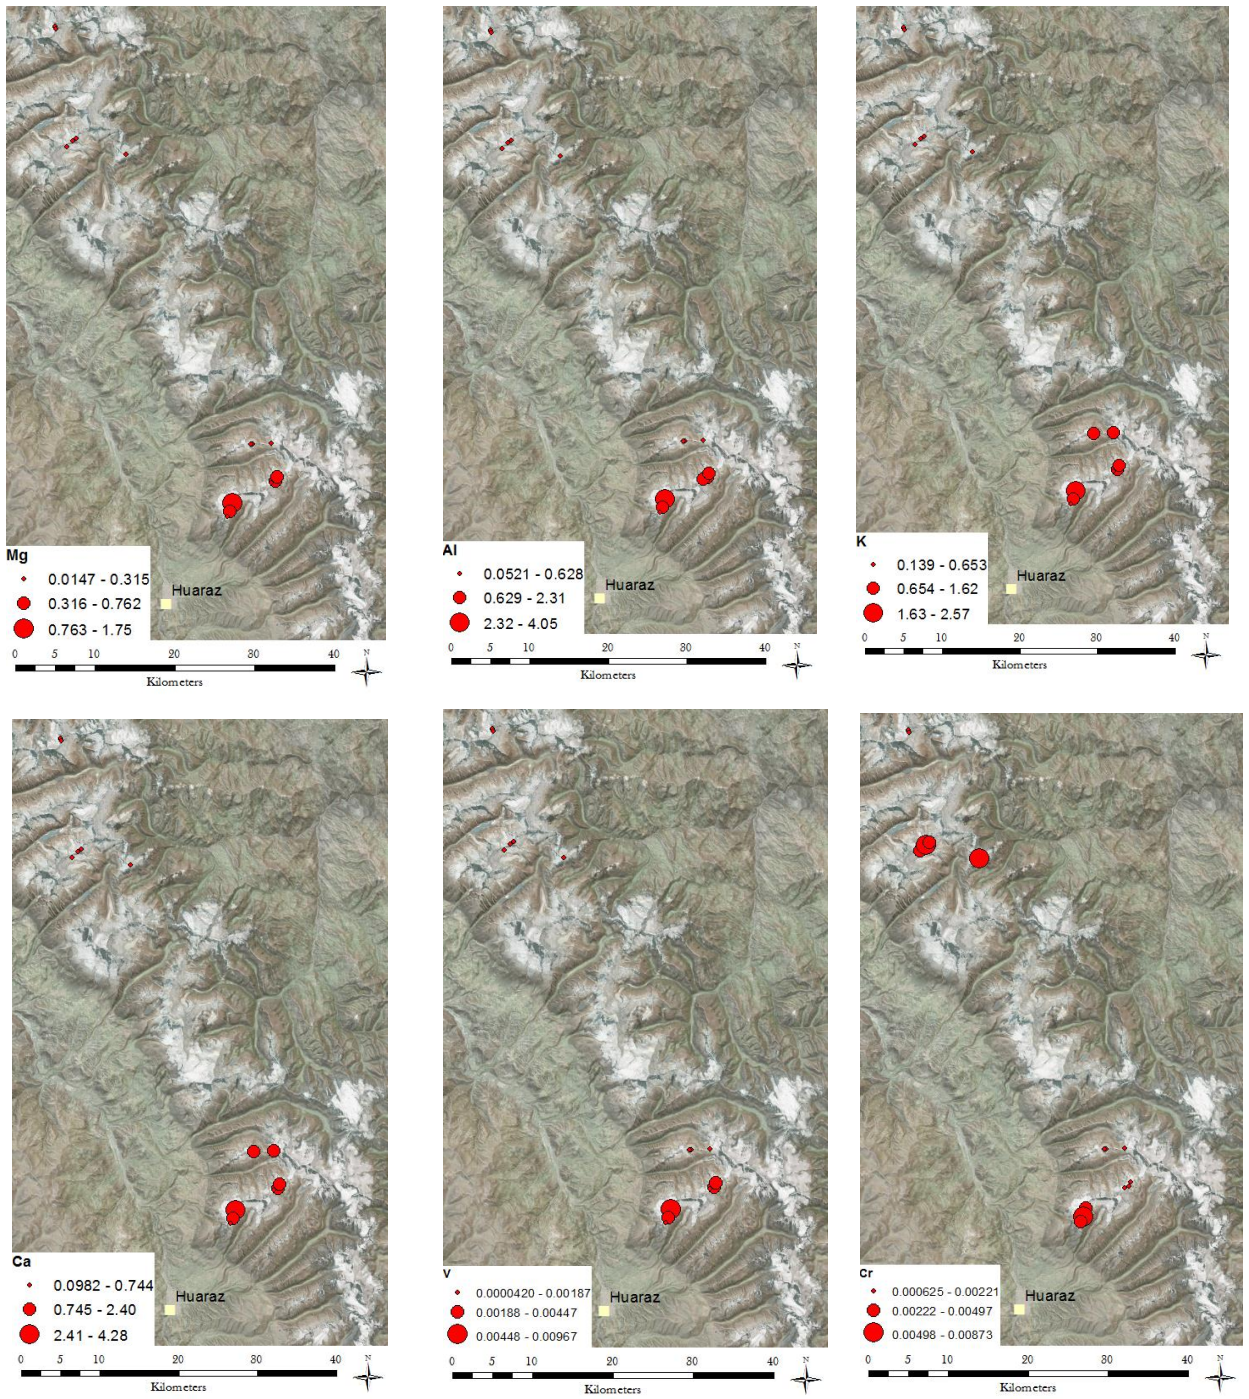 Mg
0.0147 - 0.315
0.316 - 0.762
0.763 - 1.75
Huaraz
0 5 10 20 30 40
Kilometers
N
Al
0.0521 - 0.628
0.629 - 2.31
2.32 - 4.05
Huaraz
0 5 10 20 30 40
Kilometers
N
K
0.139 - 0.653
0.654 - 1.62
1.63 - 2.57
Huaraz
0 5 10 20 30 40
Kilometers
N
Ca
0.0982 - 0.744
0.745 - 2.40
2.41 - 4.28
Huaraz
0 5 10 20 30 40
Kilometers
N
V
0.0000420 - 0.00187
0.00188 - 0.00447
0.00448 - 0.00967
Huaraz
0 5 10 20 30 40
Kilometers
N
Cr
0.000625 - 0.00221
0.00222 - 0.00497
0.00498 - 0.00873
Huaraz
0 5 10 20 30 40
Kilometers
N